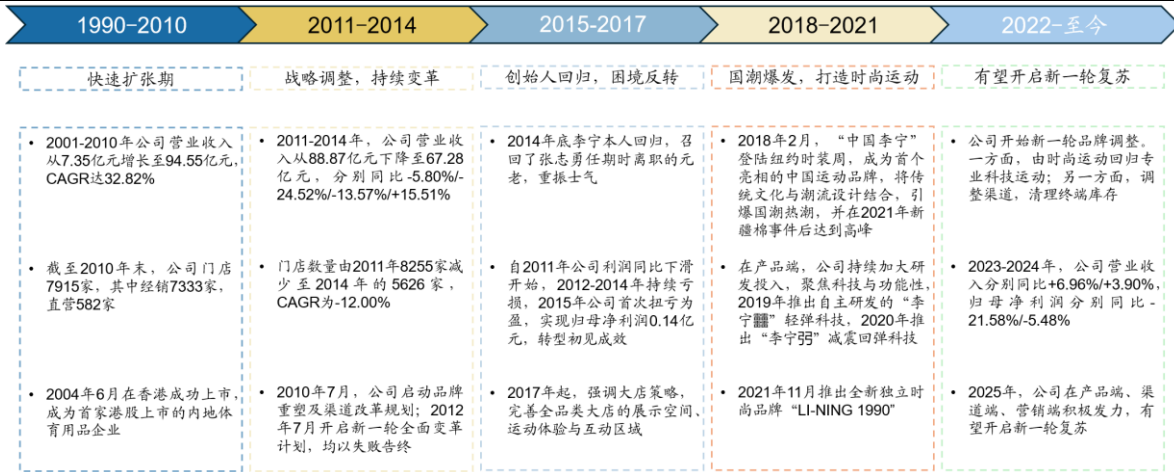 1990-2010
快速扩张期
• 2001-2010年公司营业收入
从7.35亿元增长至94.55亿元,
CAGR达32.82%
• 截至2010年末，公司门店
7915家，其中经销7333家，
直营582家
• 2004年6月在香港成功上市，
成为首家港股上市的内地体
育用品企业
2011-2014
战略调整，持续变革
• 2011-2014年，公司营业收
入从88.87亿元下降至67.28
亿元，分别同比-5.80%/-
24.52%/-13.57%/+15.51%
• 门店数量由2011年8255家减
少至2014年的5626家，
CAGR为-12.00%
• 2010年7月，公司启动品牌
重塑及渠道改革规划；2012
年7月开启新一轮全面变革
计划，均以失败告终
2015-2017
创始人回归，困境反转
• 2014年底李宁本人回归，召
回了张志勇任期时离职的元
老，重振士气
• 自2011年公司利润同比下滑
开始，2012-2014年持续亏
损，2015年公司首次扭亏为
盈，实现归母净利润0.14亿
元，转型初见成效
• 2017年起，强调大店策略，
完善全品类大店的展示空间、
运动体验与互动区域
2018-2021
国潮爆发，打造时尚运动
• 2018年2月，“中国李宁”
登陆纽约时装周，成为首个
亮相的中国运动品牌，将传
统文化与潮流设计结合，引
爆国潮热潮，并在2021年新
疆棉事件后达到高峰
• 在产品端，公司持续加大研
发投入，聚焦科技与功能性,
2019年推出自主研发的“李
宁䨻”轻弹科技，2020年推
出“李宁弜”减震回弹科技
• 2021年11月推出全新独立时
尚品牌“LI-NING 1990”
2022-至今
有望开启新一轮复苏
• 公司开始新一轮品牌调整。
一方面，由时尚运动回归专
业科技运动；另一方面，调
整渠道，清理终端库存
• 2023-2024年，公司营业收
入分别同比+6.96%/+3.90%,
归母净利润分别同比-
21.58%/-5.48%
• 2025年，公司在产品端、渠
道端、营销端积极发力，有
望开启新一轮复苏